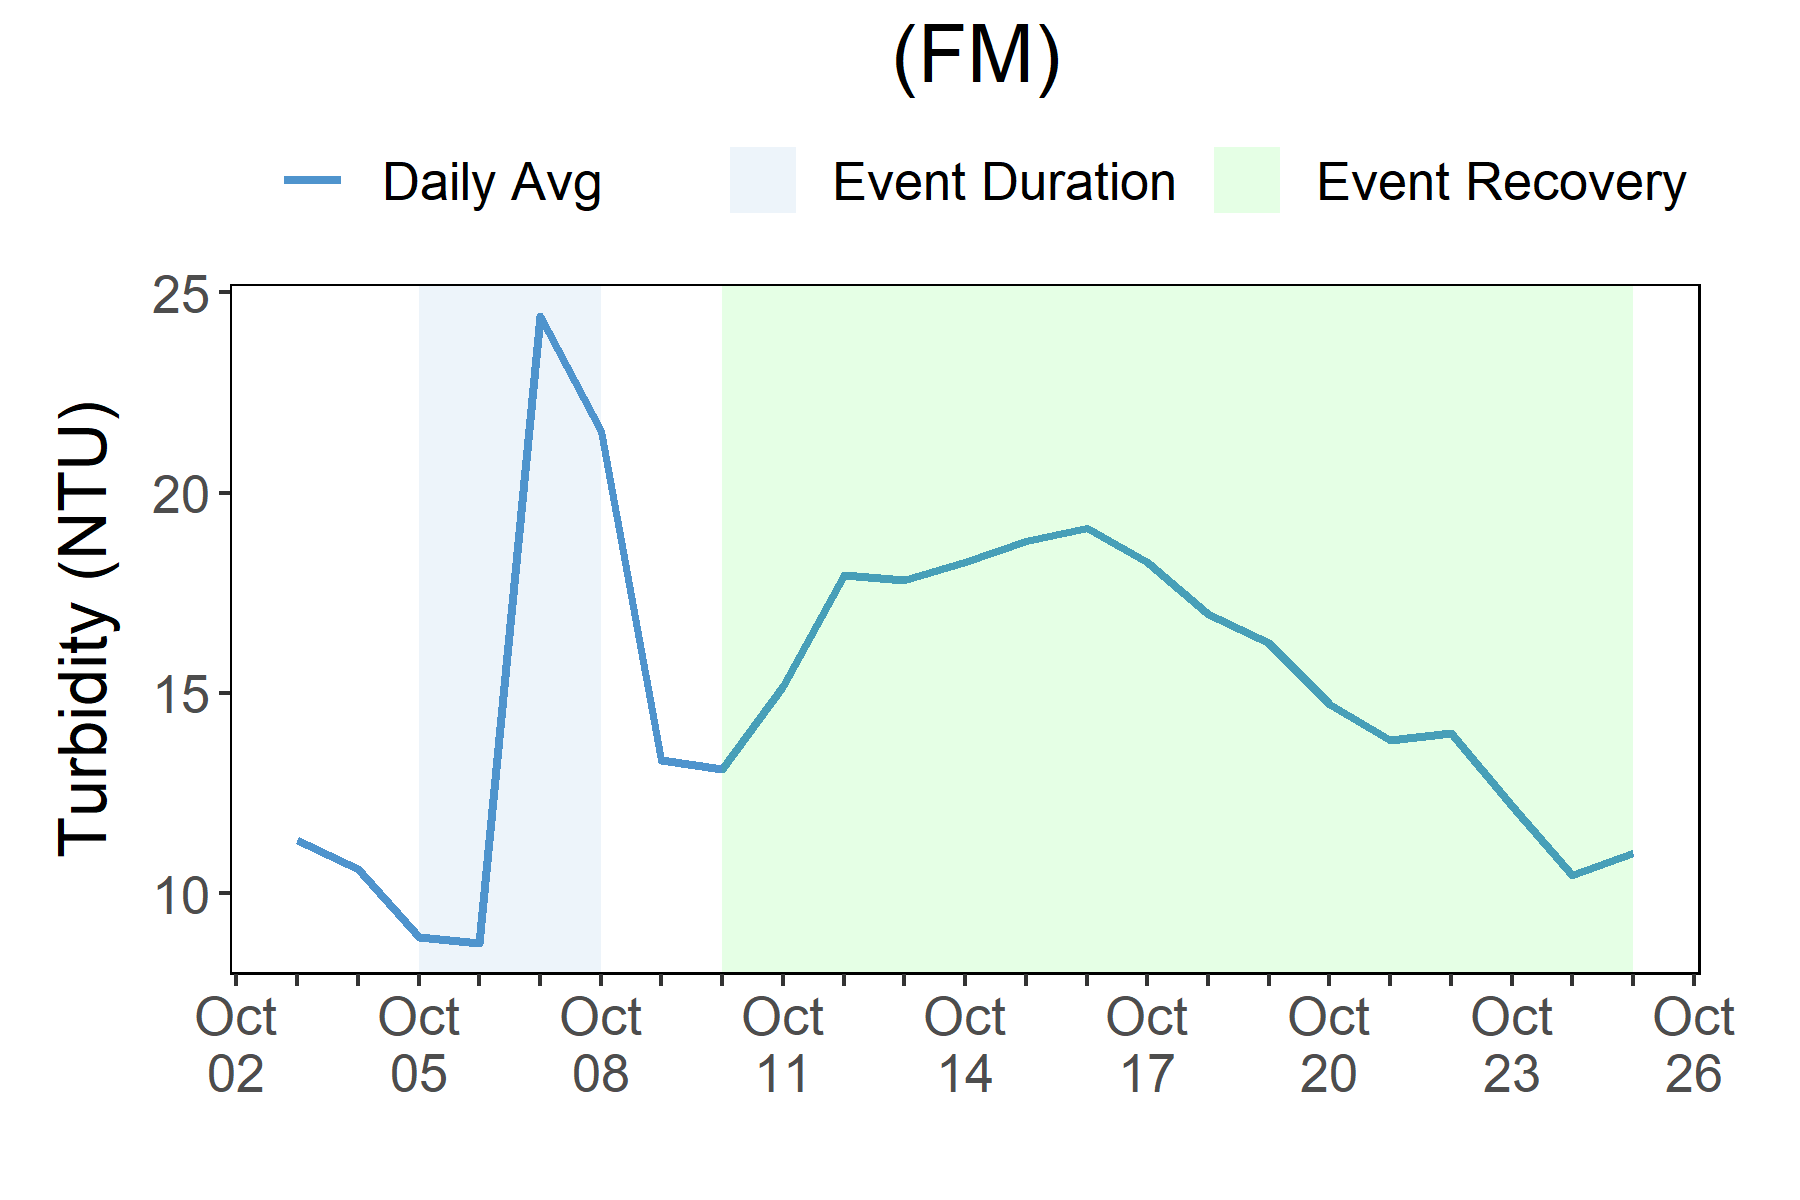 (FM)
Daily Avg Event Duration Event Recovery
Turbidity (NTU)
25
20
15
10
Oct Oct Oct Oct Oct Oct Oct Oct Oct
02 05 08 11 14 17 20 23 26